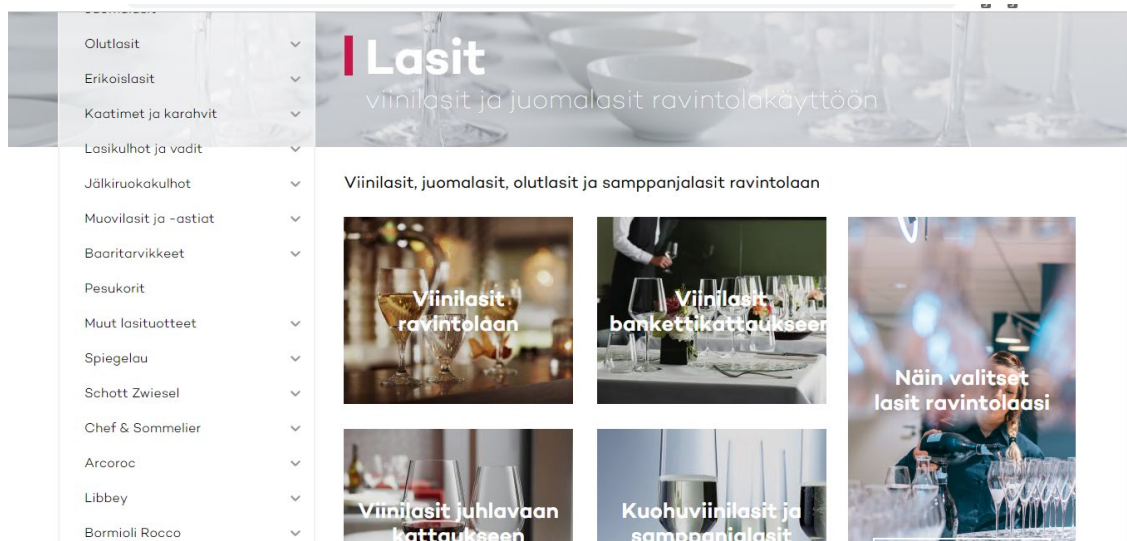 Olutlasit
Erikoislasit
Kaatimet ja karahvit
Lasikulhot ja vadit
Jälkiruokakulhot
Muovilasit ja -astiat
Baaritarvikkeet
Pesukorit
Muut lasituotteet
Spiegelau
Schott Zwiesel
Chef & Sommelier
Arcoroc
Libbey
Bormioli Rocco
Lasit
viinilasit ja juomalasit ravintolakäyttöön
Viinilasit, juomalasit, olutlasit ja samppanjalasit ravintolaan
Viinilasit
ravintolaan
Viinilasit
bankettikattaukseen
Näin valitset
lasit ravintolaasi
Viinilasit juhlavaan
kattaukseen
Kuohuviinilasit ja
samppanjalasit